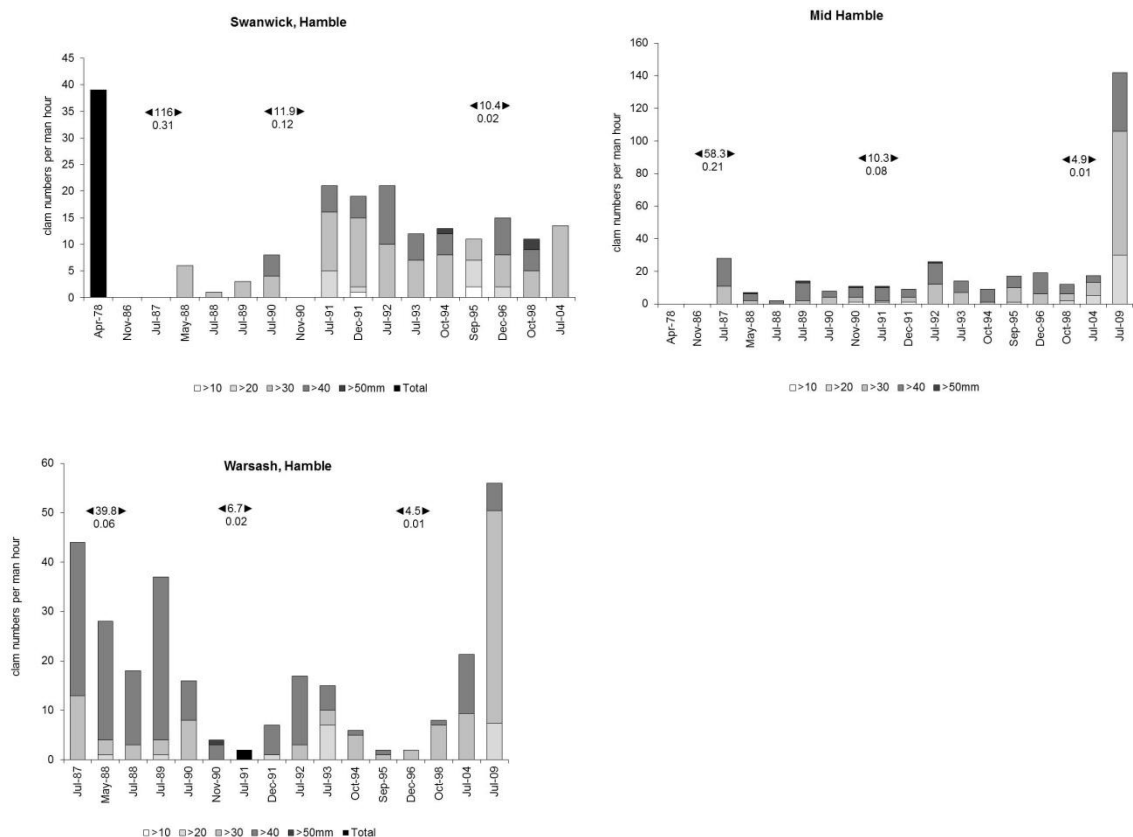 Swanwick, Hamble
clam numbers per man hour
45
40
35
30
25
20
15
10
5
0
◄116►
0.31
◄11.9►
0.12
◄10.4►
0.02
Apr-78
Nov-86
Jul-87
May-88
Jul-88
Jul-89
Jul-90
Nov-90
Jul-91
Dec-91
Jul-92
Jul-93
Oct-94
Sep-95
Dec-96
Oct-98
Jul-04
□>10 □>20 □>30 ■>40 ■>50mm ■Total
Mid Hamble
clam numbers per man hour
160
140
120
100
80
60
40
20
0
◄58.3►
0.21
◄10.3►
0.08
◄4.9►
0.01
Apr-78
Nov-86
Jul-87
May-88
Jul-88
Jul-89
Jul-90
Nov-90
Jul-91
Dec-91
Jul-92
Jul-93
Oct-94
Sep-95
Dec-96
Oct-98
Jul-04
Jul-09
□>10 □>20 □>30 ■>40 ■>50mm
Warsash, Hamble
clam numbers per man hour
60
50
40
30
20
10
0
◄39.8►
0.06
◄6.7►
0.02
◄4.5►
0.01
Jul-87
May-88
Jul-88
Jul-89
Jul-90
Nov-90
Jul-91
Dec-91
Jul-92
Jul-93
Oct-94
Sep-95
Dec-96
Oct-98
Jul-04
Jul-09
□>10 □>20 □>30 ■>40 ■>50mm ■Total